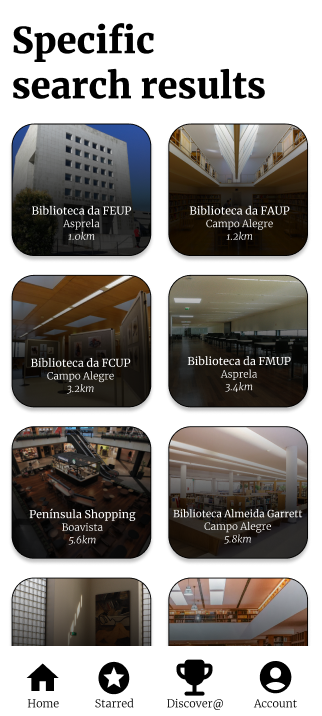 Specific
search results
Biblioteca da FEUP
Asprela
1.0km
Biblioteca da FAUP
Campo Alegre
1.2km
Biblioteca da FCUP
Campo Alegre
3.2km
Biblioteca da FMUP
Asprela
3.4km
Península Shopping
Boavista
5.6km
Biblioteca Almeida Garrett
Campo Alegre
5.8km
Home
Starred
Discover@
Account